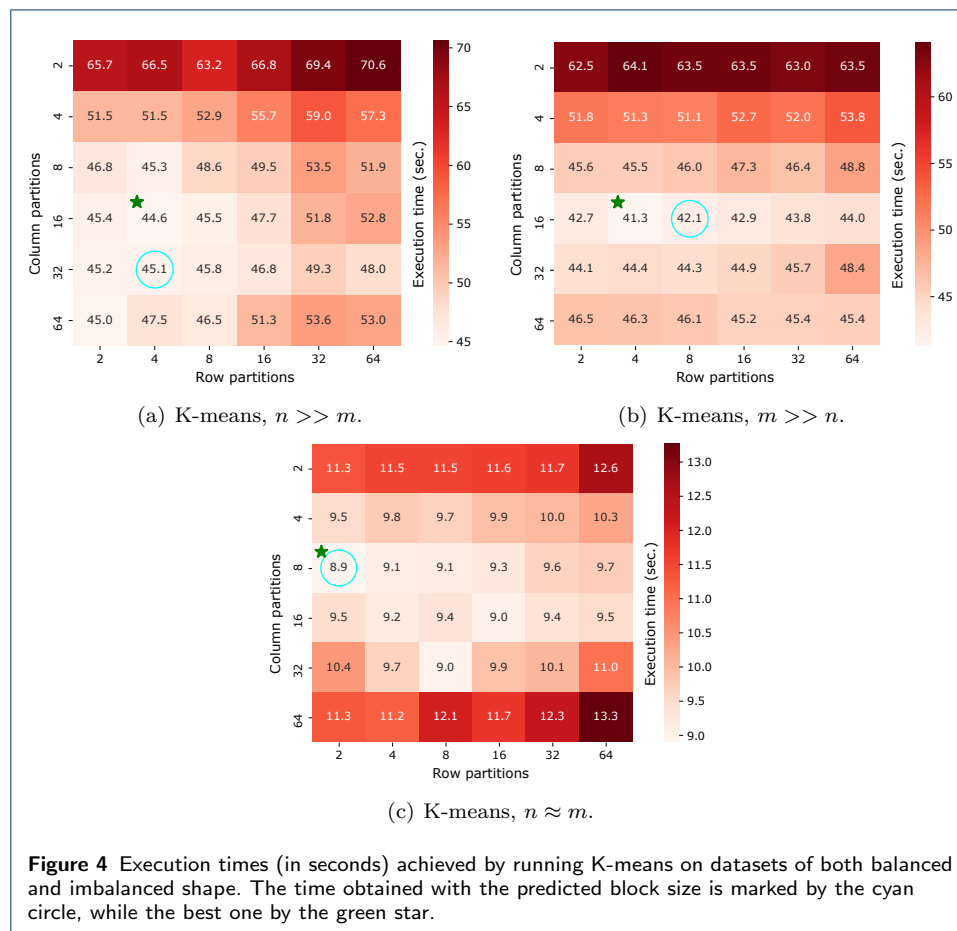 2 65.7 66.5 63.2 66.8 69.4 70.6
4 51.5 51.5 52.9 55.7 59.0 57.3
8 46.8 45.3 48.6 49.5 53.5 51.9
16 45.4 44.6 45.5 47.7 51.8 52.8
32 45.2 45.1 45.8 46.8 49.3 48.0
64 45.0 47.5 46.5 51.3 53.6 53.0
2 4 8 16 32 64
Row partitions
Column partitions
70
65
60
55
50
45
Execution time (sec.)
(a) K-means, n >> m.
2 62.5 64.1 63.5 63.5 63.0 63.5
4 51.8 51.3 51.1 52.7 52.0 53.8
8 45.6 45.5 46.0 47.3 46.4 48.8
16 42.7 41.3 42.1 42.9 43.8 44.0
32 44.1 44.4 44.3 44.9 45.7 48.4
64 46.5 46.3 46.1 45.2 45.4 45.4
2 4 8 16 32 64
Row partitions
Column partitions
60
55
50
45
Execution time (sec.)
(b) K-means, m >> n.
2 11.3 11.5 11.5 11.6 11.7 12.6
4 9.5 9.8 9.7 9.9 10.0 10.3
8 8.9 9.1 9.1 9.3 9.6 9.7
16 9.5 9.2 9.4 9.0 9.4 9.5
32 10.4 9.7 9.0 9.9 10.1 11.0
64 11.3 11.2 12.1 11.7 12.3 13.3
2 4 8 16 32 64
Row partitions
Column partitions
13.0
12.5
12.0
11.5
11.0
10.5
10.0
9.5
9.0
Execution time (sec.)
(c) K-means, n ≈ m.
Figure 4 Execution times (in seconds) achieved by running K-means on datasets of both balanced
and imbalanced shape. The time obtained with the predicted block size is marked by the cyan
circle, while the best one by the green star.